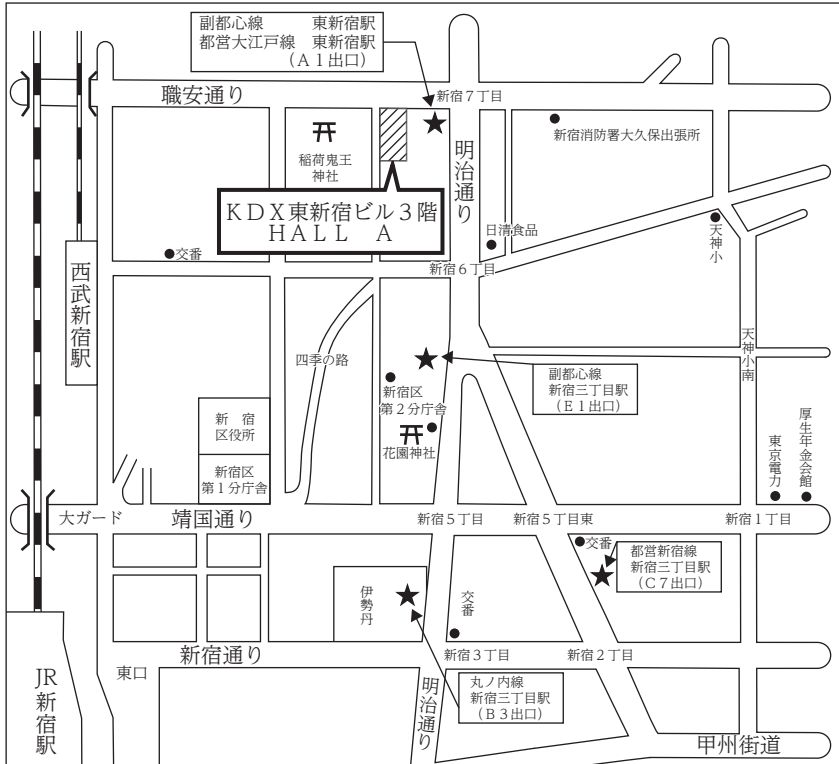 副都心線　東新宿駅
都営大江戸線　東新宿駅
（Ａ１出口）
職安通り
新宿７丁目
新宿消防署大久保出張所
稲荷鬼王
神社
明治通り
ＫＤＸ東新宿ビル３階
ＨＡＬＬ　Ａ
日清食品
天神小
交番
新宿６丁目
西武新宿駅
四季の路
副都心線
新宿三丁目駅
（Ｅ１出口）
天神小南
新宿区
第２分庁舎
新　宿
区役所
花園神社
新宿区
第１分庁舎
東京電力
厚生年金会館
大ガード
靖国通り
新宿５丁目
新宿５丁目東
新宿１丁目
交番
都営新宿線
新宿三丁目駅
（Ｃ７出口）
伊勢丹
交番
新宿通り
新宿３丁目
新宿２丁目
東口
JR新宿駅
丸ノ内線
新宿三丁目駅
（Ｂ３出口）
明治通り
甲州街道